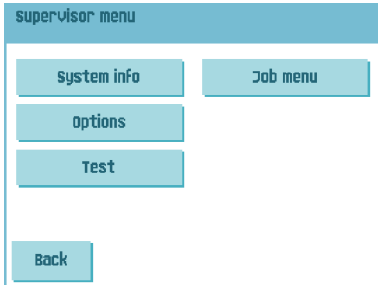 Supervisor menu
System info
Job menu
Options
Test
Back